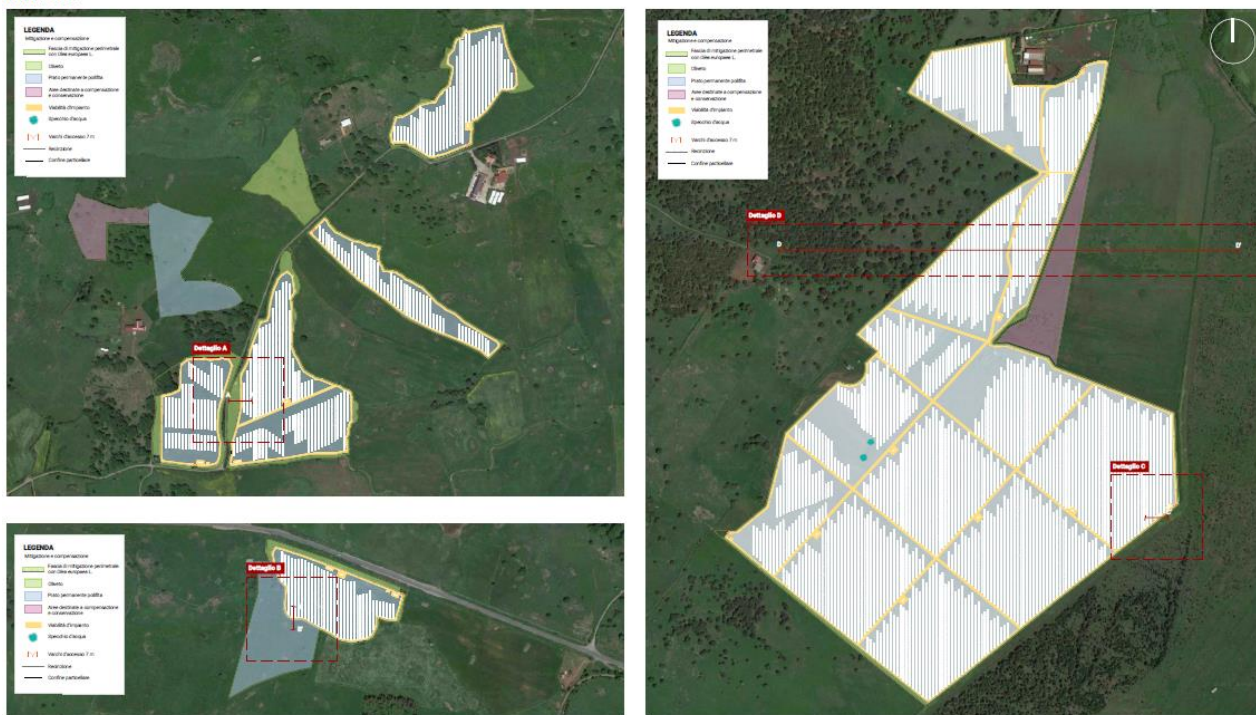 LEGENDA
Mitigazione e compensazione
Fascia di mitigazione perimetrale
con Olea europaea L.
Oliveto
Prato permanente polifita
Aree destinate a compensazione
e conservazione
Viabilità d'impianto
Specchio d'acqua
Varchi d'accesso 7 m
Recinzione
Confine particellare
Dettaglio A
LEGENDA
Mitigazione e compensazione
Fascia di mitigazione perimetrale
con Olea europaea L.
Oliveto
Prato permanente polifita
Aree destinate a compensazione
e conservazione
Viabilità d'impianto
Specchio d'acqua
Varchi d'accesso 7 m
Recinzione
Confine particellare
Dettaglio B
B'
LEGENDA
Mitigazione e compensazione
Fascia di mitigazione perimetrale
con Olea europaea L.
Oliveto
Prato permanente polifita
Aree destinate a compensazione
e conservazione
Viabilità d'impianto
Specchio d'acqua
Varchi d'accesso 7 m
Recinzione
Confine particellare
Dettaglio D
D
D'
Dettaglio C